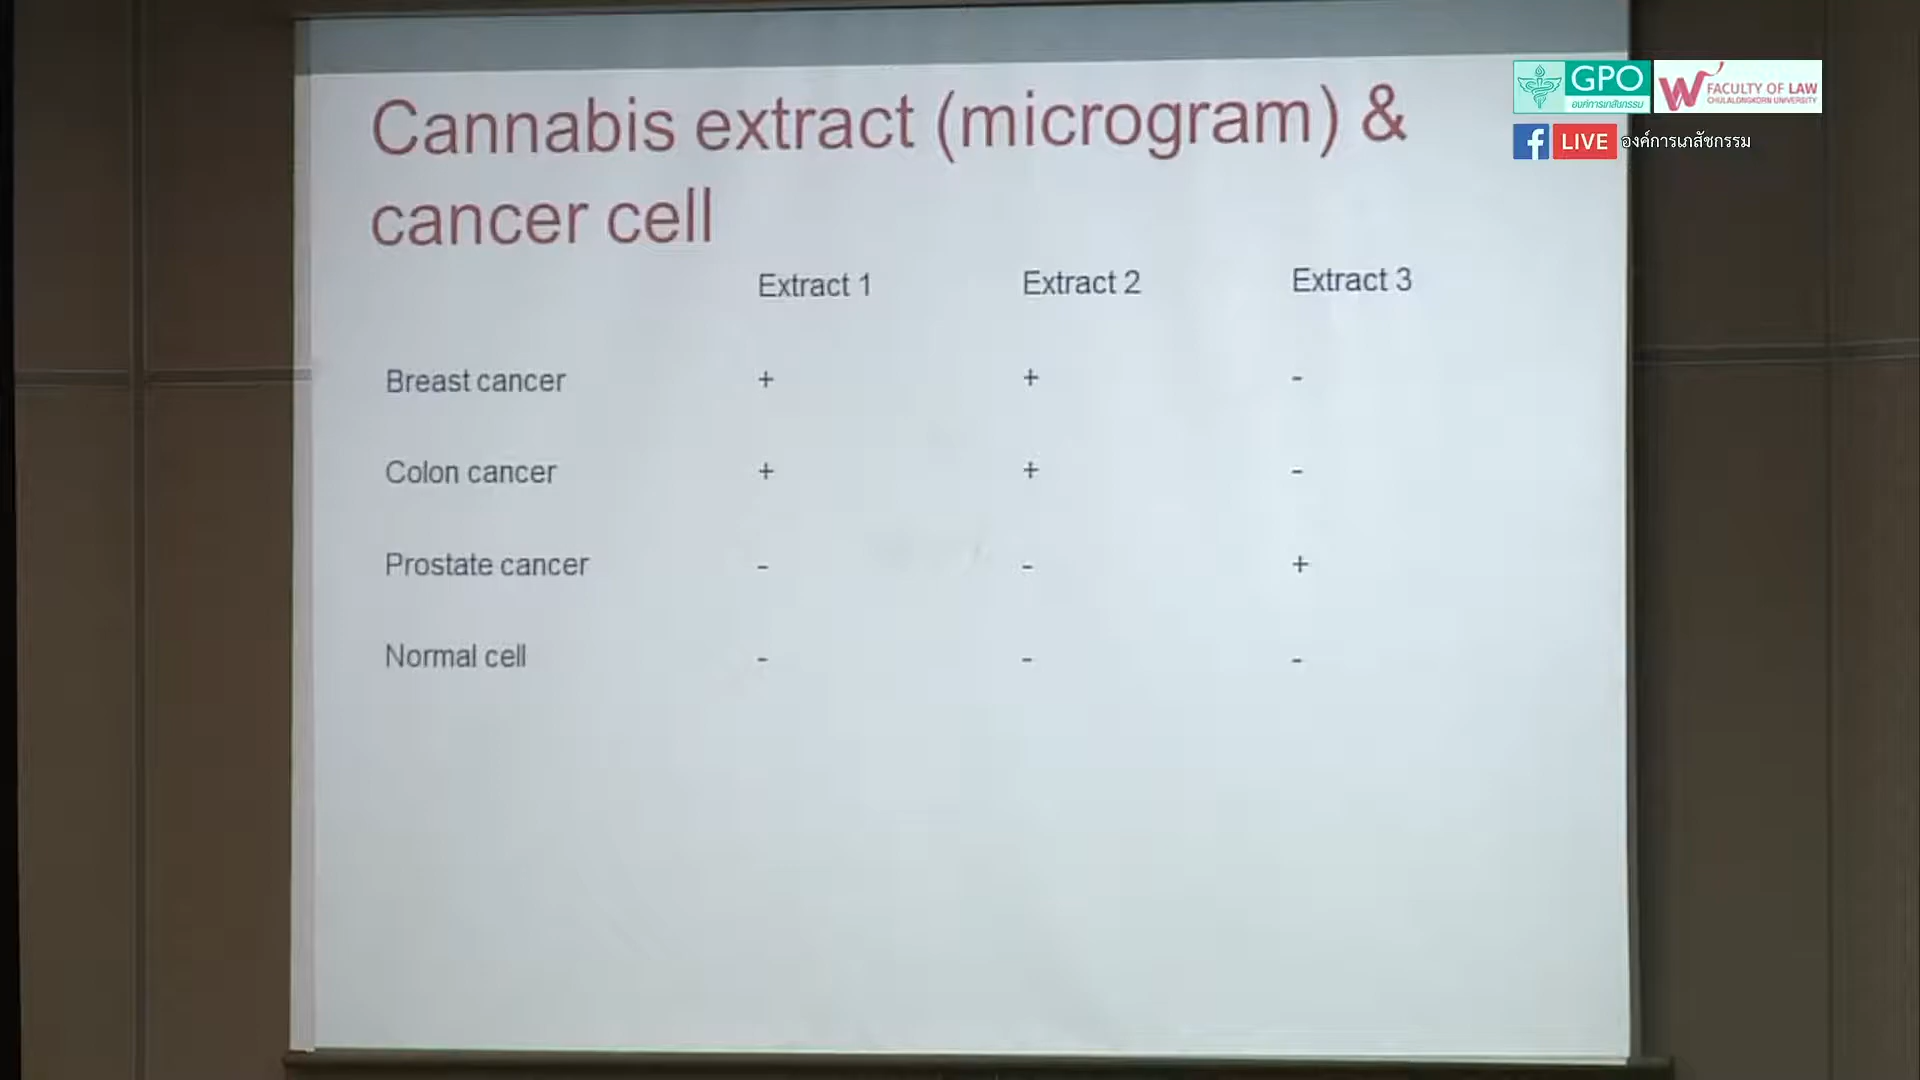 Cannabis extract (microgram) &
cancer cell
Extract 1 Extract 2 Extract 3
Breast cancer + + -
Colon cancer + + -
Prostate cancer - - +
Normal cell - - -
GPO
องค์การเภสัชกรรม
FACULTY OF LAW
CHULALONGKORN UNIVERSITY
f LIVE องค์การเภสัชกรรม